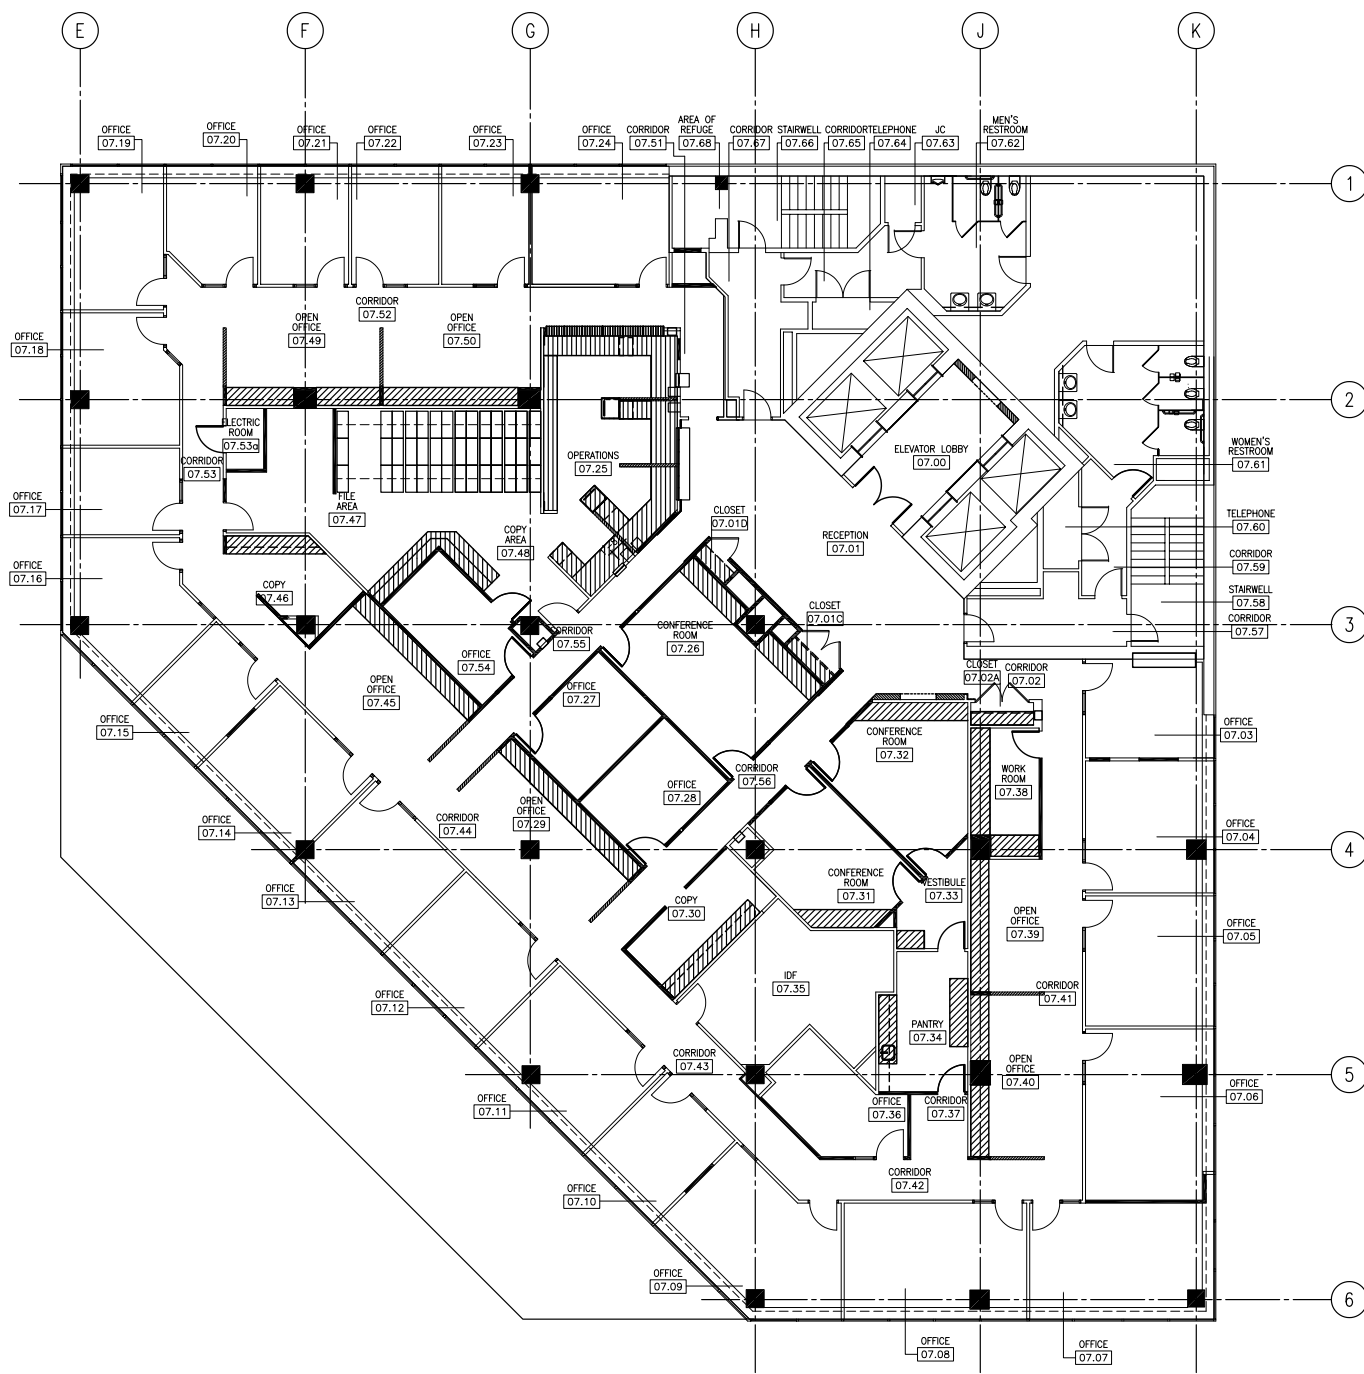 E F G H J K
OFFICE
07.19
OFFICE
07.20
OFFICE
07.21
OFFICE
07.22
OFFICE
07.23
OFFICE
07.24
CORRIDOR
07.51
AREA OF
REFUGE
07.68
CORRIDOR
07.67
STAIRWELL
07.66
CORRIDOR
07.65
TELEPHONE
07.64
JC
07.63
MEN'S
RESTROOM
07.62
1
CORRIDOR
07.52
OPEN
OFFICE
07.49
OPEN
OFFICE
07.50
OFFICE
07.18
2
ELECTRIC
ROOM
07.53a
CORRIDOR
07.53
OPERATIONS
07.25
ELEVATOR LOBBY
07.00
WOMEN'S
RESTROOM
07.61
OFFICE
07.17
FILE
AREA
07.47
COPY
AREA
07.48
CLOSET
07.01D
RECEPTION
07.01
TELEPHONE
07.60
CORRIDOR
07.59
OFFICE
07.16
COPY
07.46
STAIRWELL
07.58
CLOSET
07.01C
CORRIDOR
07.57
3
CORRIDOR
07.55
CONFERENCE
ROOM
07.26
OFFICE
07.54
OPEN
OFFICE
07.45
OFFICE
07.27
CLOSET
07.02A
CORRIDOR
07.02
OFFICE
07.15
OFFICE
07.03
CONFERENCE
ROOM
07.32
WORK
ROOM
07.38
CORRIDOR
07.56
OFFICE
07.28
OPEN
OFFICE
07.29
CORRIDOR
07.44
OFFICE
07.14
OFFICE
07.04
4
OFFICE
07.13
CONFERENCE
ROOM
07.31
VESTIBULE
07.33
COPY
07.30
OPEN
OFFICE
07.39
OFFICE
07.05
IDF
07.35
CORRIDOR
07.41
OFFICE
07.12
PANTRY
07.34
CORRIDOR
07.43
OPEN
OFFICE
07.40
5
OFFICE
07.06
OFFICE
07.11
OFFICE
07.36
CORRIDOR
07.37
CORRIDOR
07.42
OFFICE
07.10
OFFICE
07.09
6
OFFICE
07.08
OFFICE
07.07